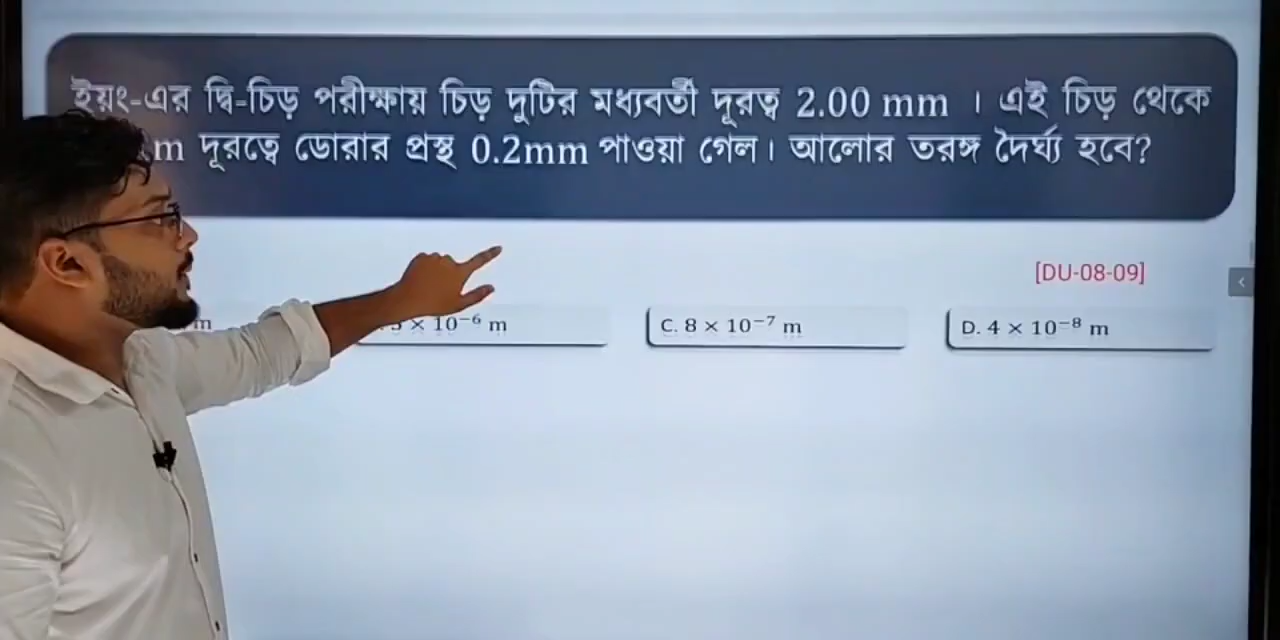 ইয়ং-এর দ্বি-চিড় পরীক্ষায় চিড় দুটির মধ্যবর্তী দূরত্ব 2.00 mm । এই চিড় থেকে
m দূরত্বে ডোরার প্রস্থ 0.2mm পাওয়া গেল। আলোর তরঙ্গ দৈর্ঘ্য হবে?
[DU-08-09]
m
× 10⁻⁶ m
C. 8 × 10⁻⁷ m
D. 4 × 10⁻⁸ m